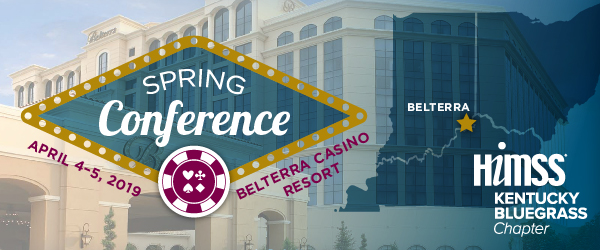 SPRING
Conference
APRIL 4-5, 2019
BELTERRA CASINO
RESORT
BELTERRA
HiMSS
KENTUCKY
BLUEGRASS
Chapter